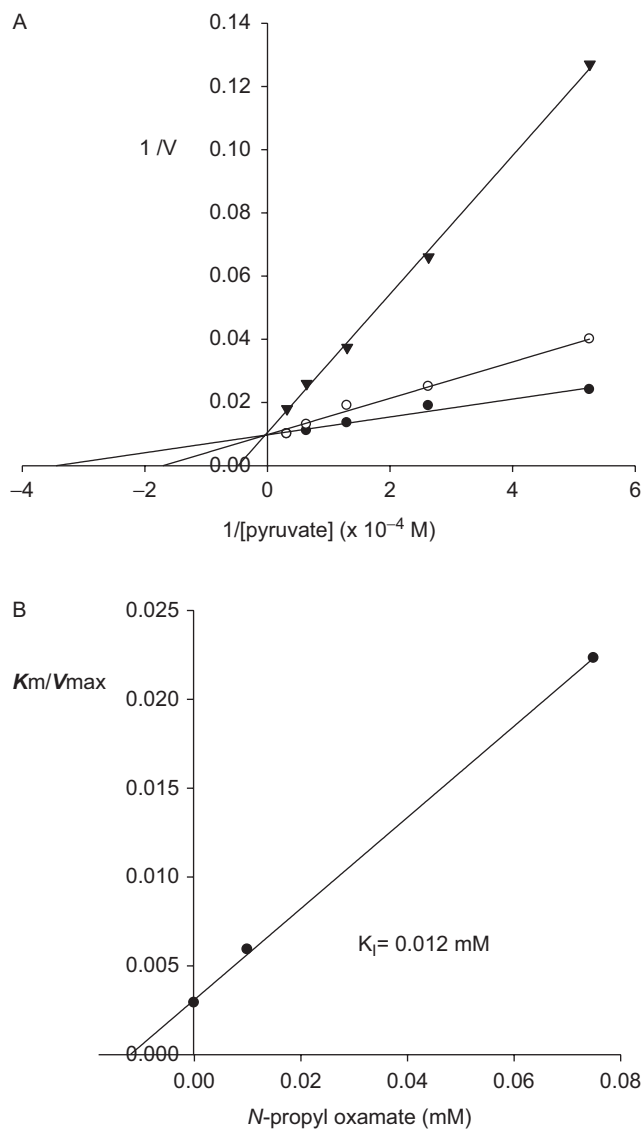 A
0.14
0.12
1 /V
0.10
0.08
0.06
0.04
0.02
0.00
−4 −2 0 2 4 6
1/[pyruvate] (x 10⁻⁴ M)
B
0.025
Km/Vmax
0.020
0.015
0.010
K_I= 0.012 mM
0.005
0.000
0.00 0.02 0.04 0.06 0.08
N-propyl oxamate (mM)